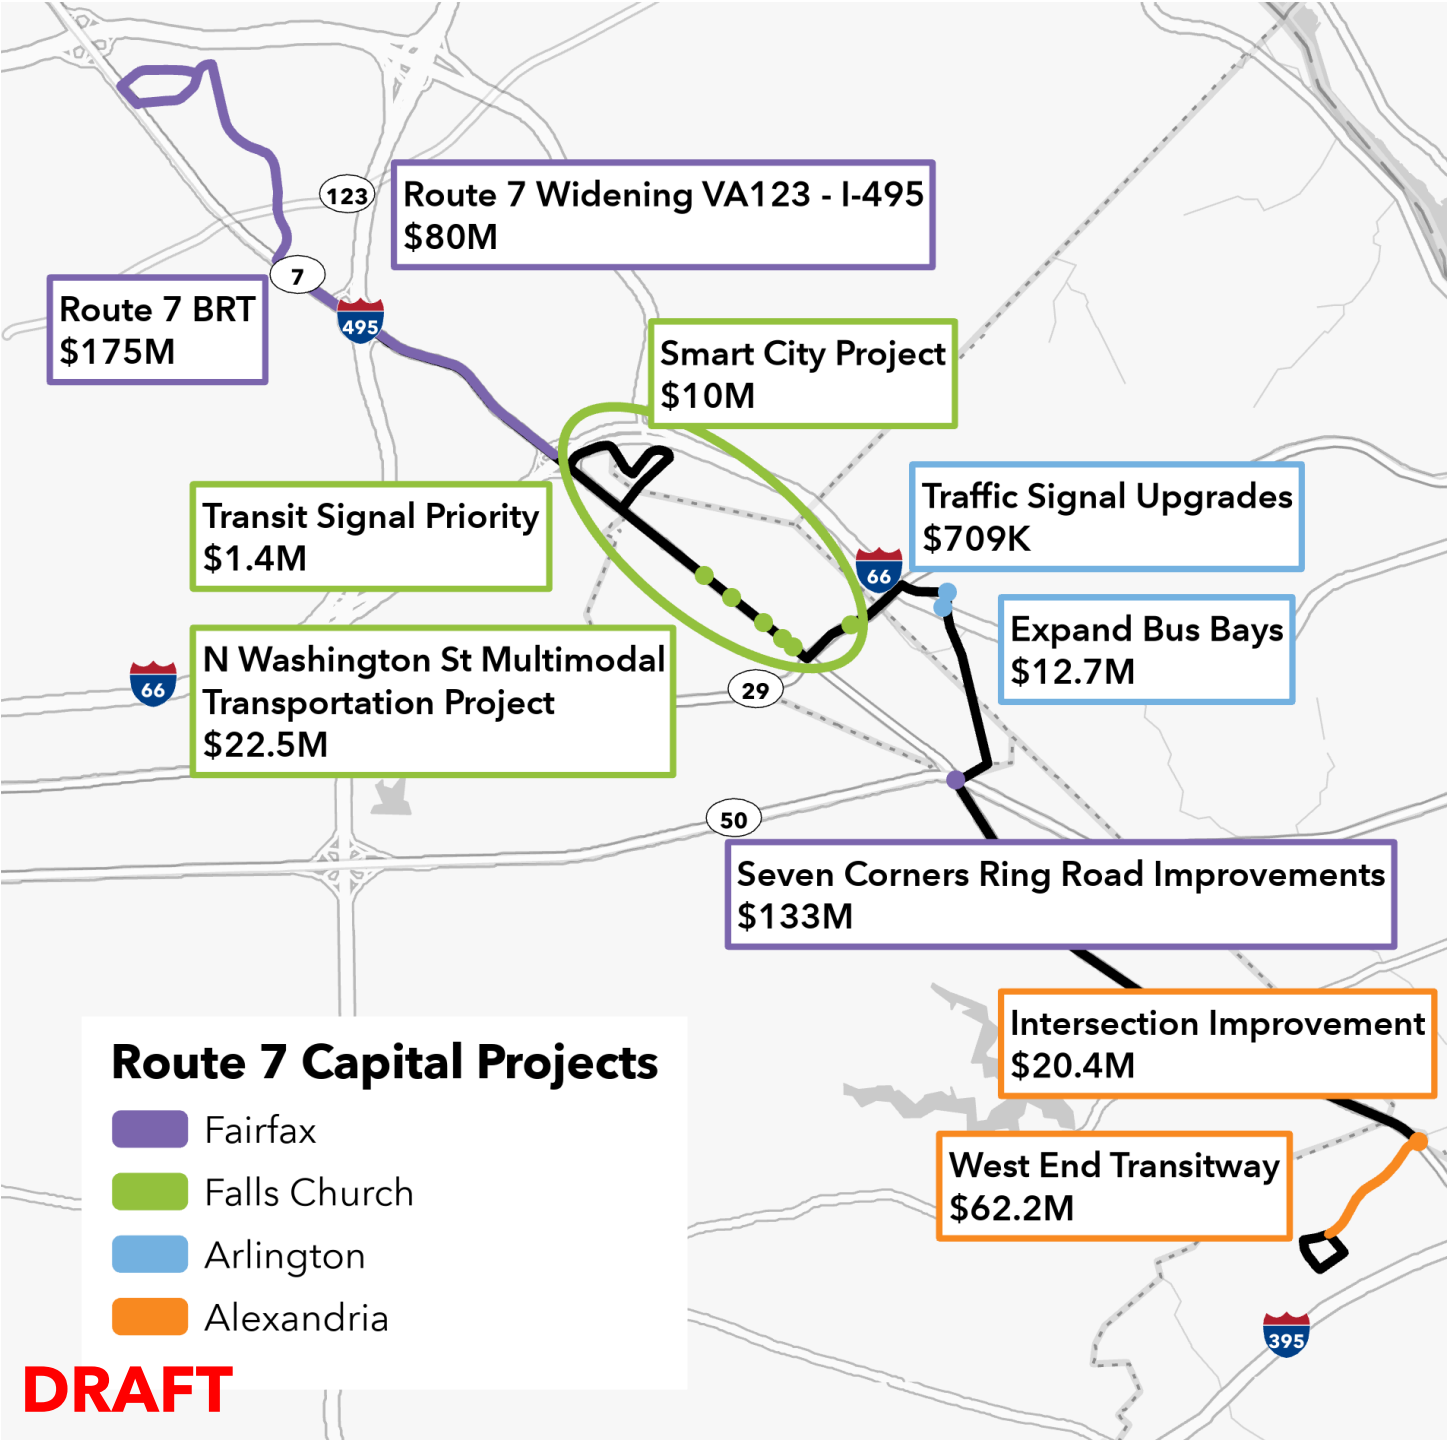 123
Route 7 Widening VA123 - I-495
$80M
7
Route 7 BRT
$175M
495
Smart City Project
$10M
Traffic Signal Upgrades
$709K
Transit Signal Priority
$1.4M
66
Expand Bus Bays
$12.7M
N Washington St Multimodal
Transportation Project
$22.5M
66
29
50
Seven Corners Ring Road Improvements
$133M
Intersection Improvement
$20.4M
West End Transitway
$62.2M
395
Route 7 Capital Projects
Fairfax
Falls Church
Arlington
Alexandria
DRAFT